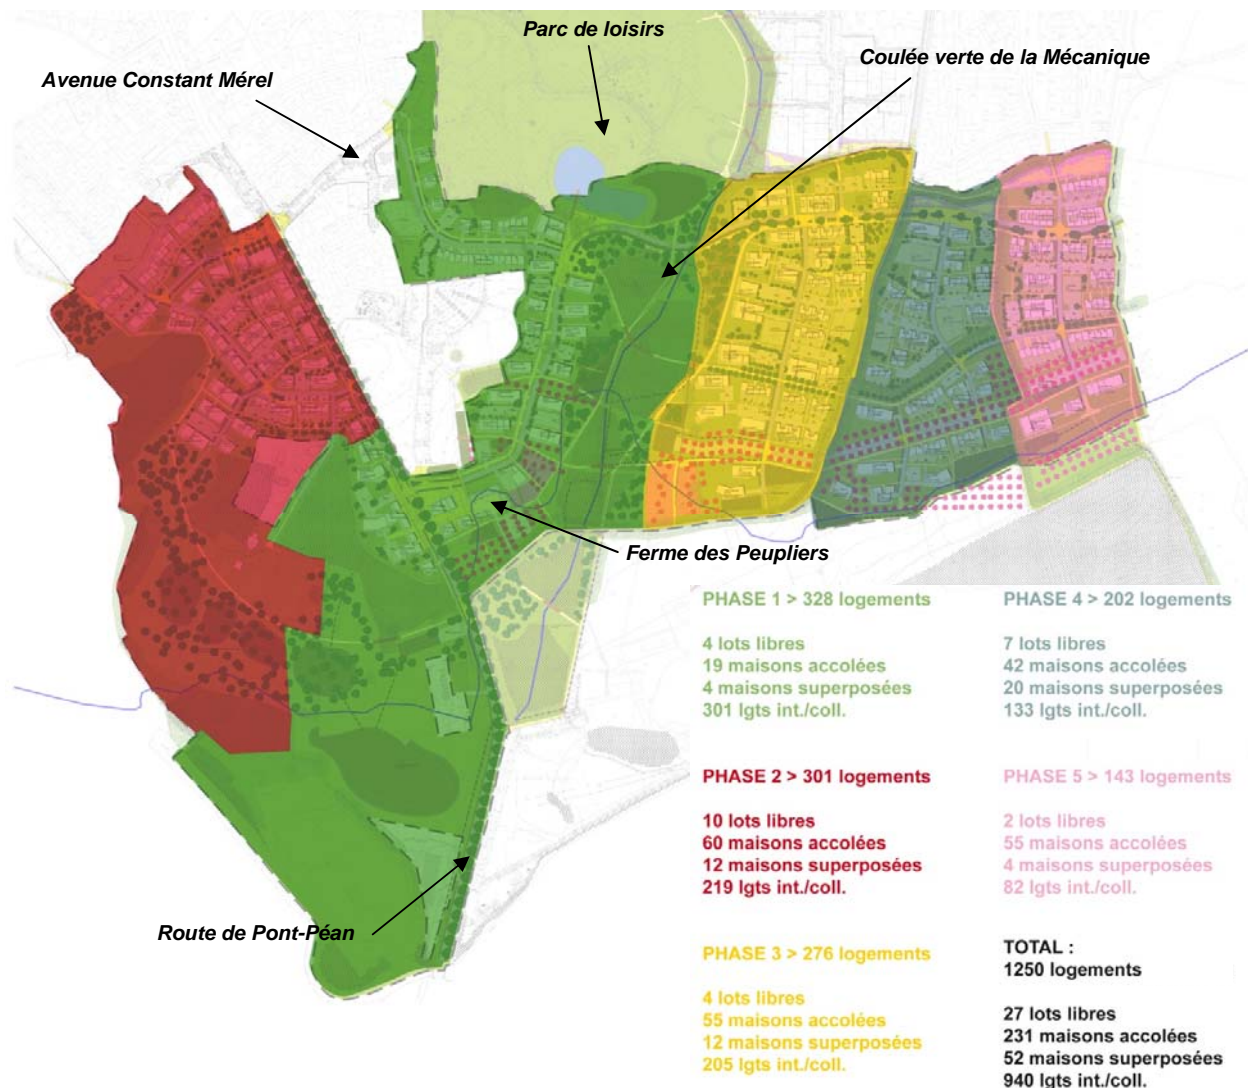 Parc de loisirs
Coulée verte de la Mécanique
Avenue Constant Mérel
Ferme des Peupliers
Route de Pont-Péan
PHASE 1 > 328 logements
4 lots libres
19 maisons accolées
4 maisons superposées
301 lgts int./coll.
PHASE 2 > 301 logements
10 lots libres
60 maisons accolées
12 maisons superposées
219 lgts int./coll.
PHASE 3 > 276 logements
4 lots libres
55 maisons accolées
12 maisons superposées
205 lgts int./coll.
PHASE 4 > 202 logements
7 lots libres
42 maisons accolées
20 maisons superposées
133 lgts int./coll.
PHASE 5 > 143 logements
2 lots libres
55 maisons accolées
4 maisons superposées
82 lgts int./coll.
TOTAL :
1250 logements
27 lots libres
231 maisons accolées
52 maisons superposées
940 lgts int./coll.